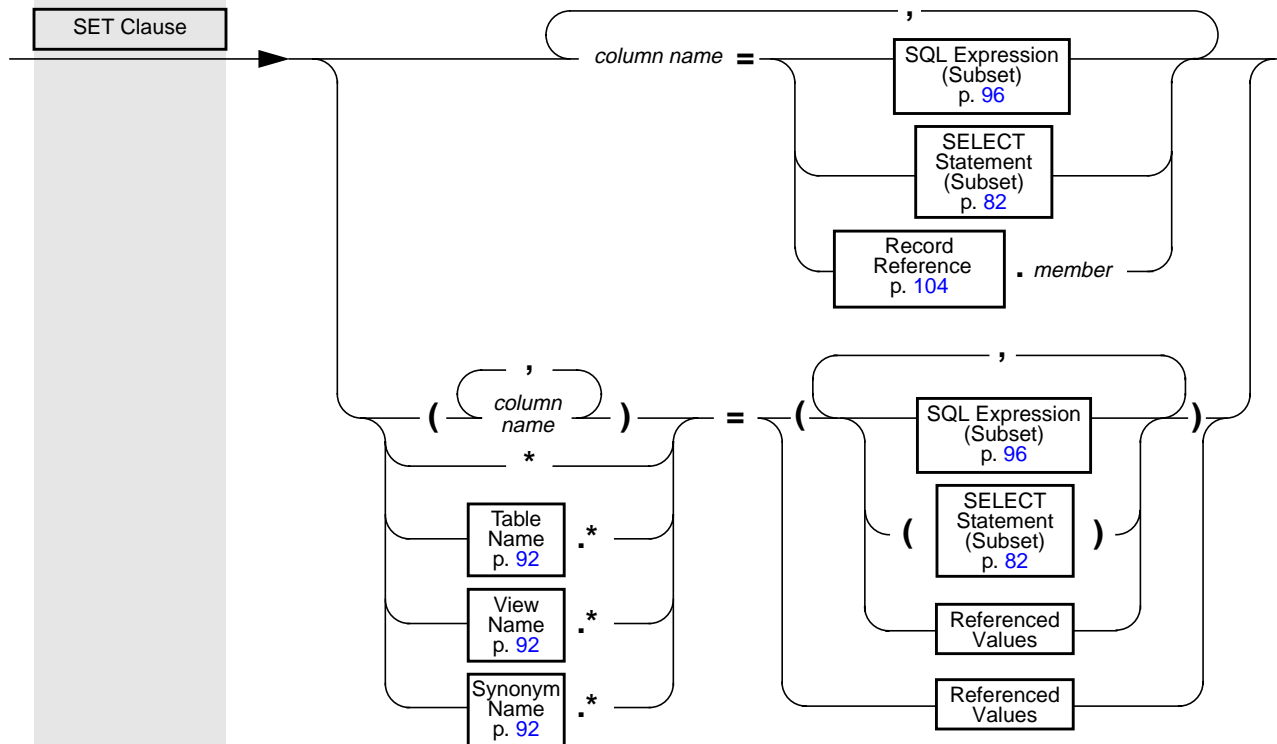 SET Clause
,
column name =
SQL Expression
(Subset)
p. 96
SELECT
Statement
(Subset)
p. 82
Record
Reference
p. 104
. member
,
( column
name )
*
Table
Name
p. 92
.*
View
Name
p. 92
.*
Synonym
Name
p. 92
.*
=
,
(
SQL Expression
(Subset)
p. 96
)
(
SELECT
Statement
(Subset)
p. 82
)
Referenced
Values
Referenced
Values